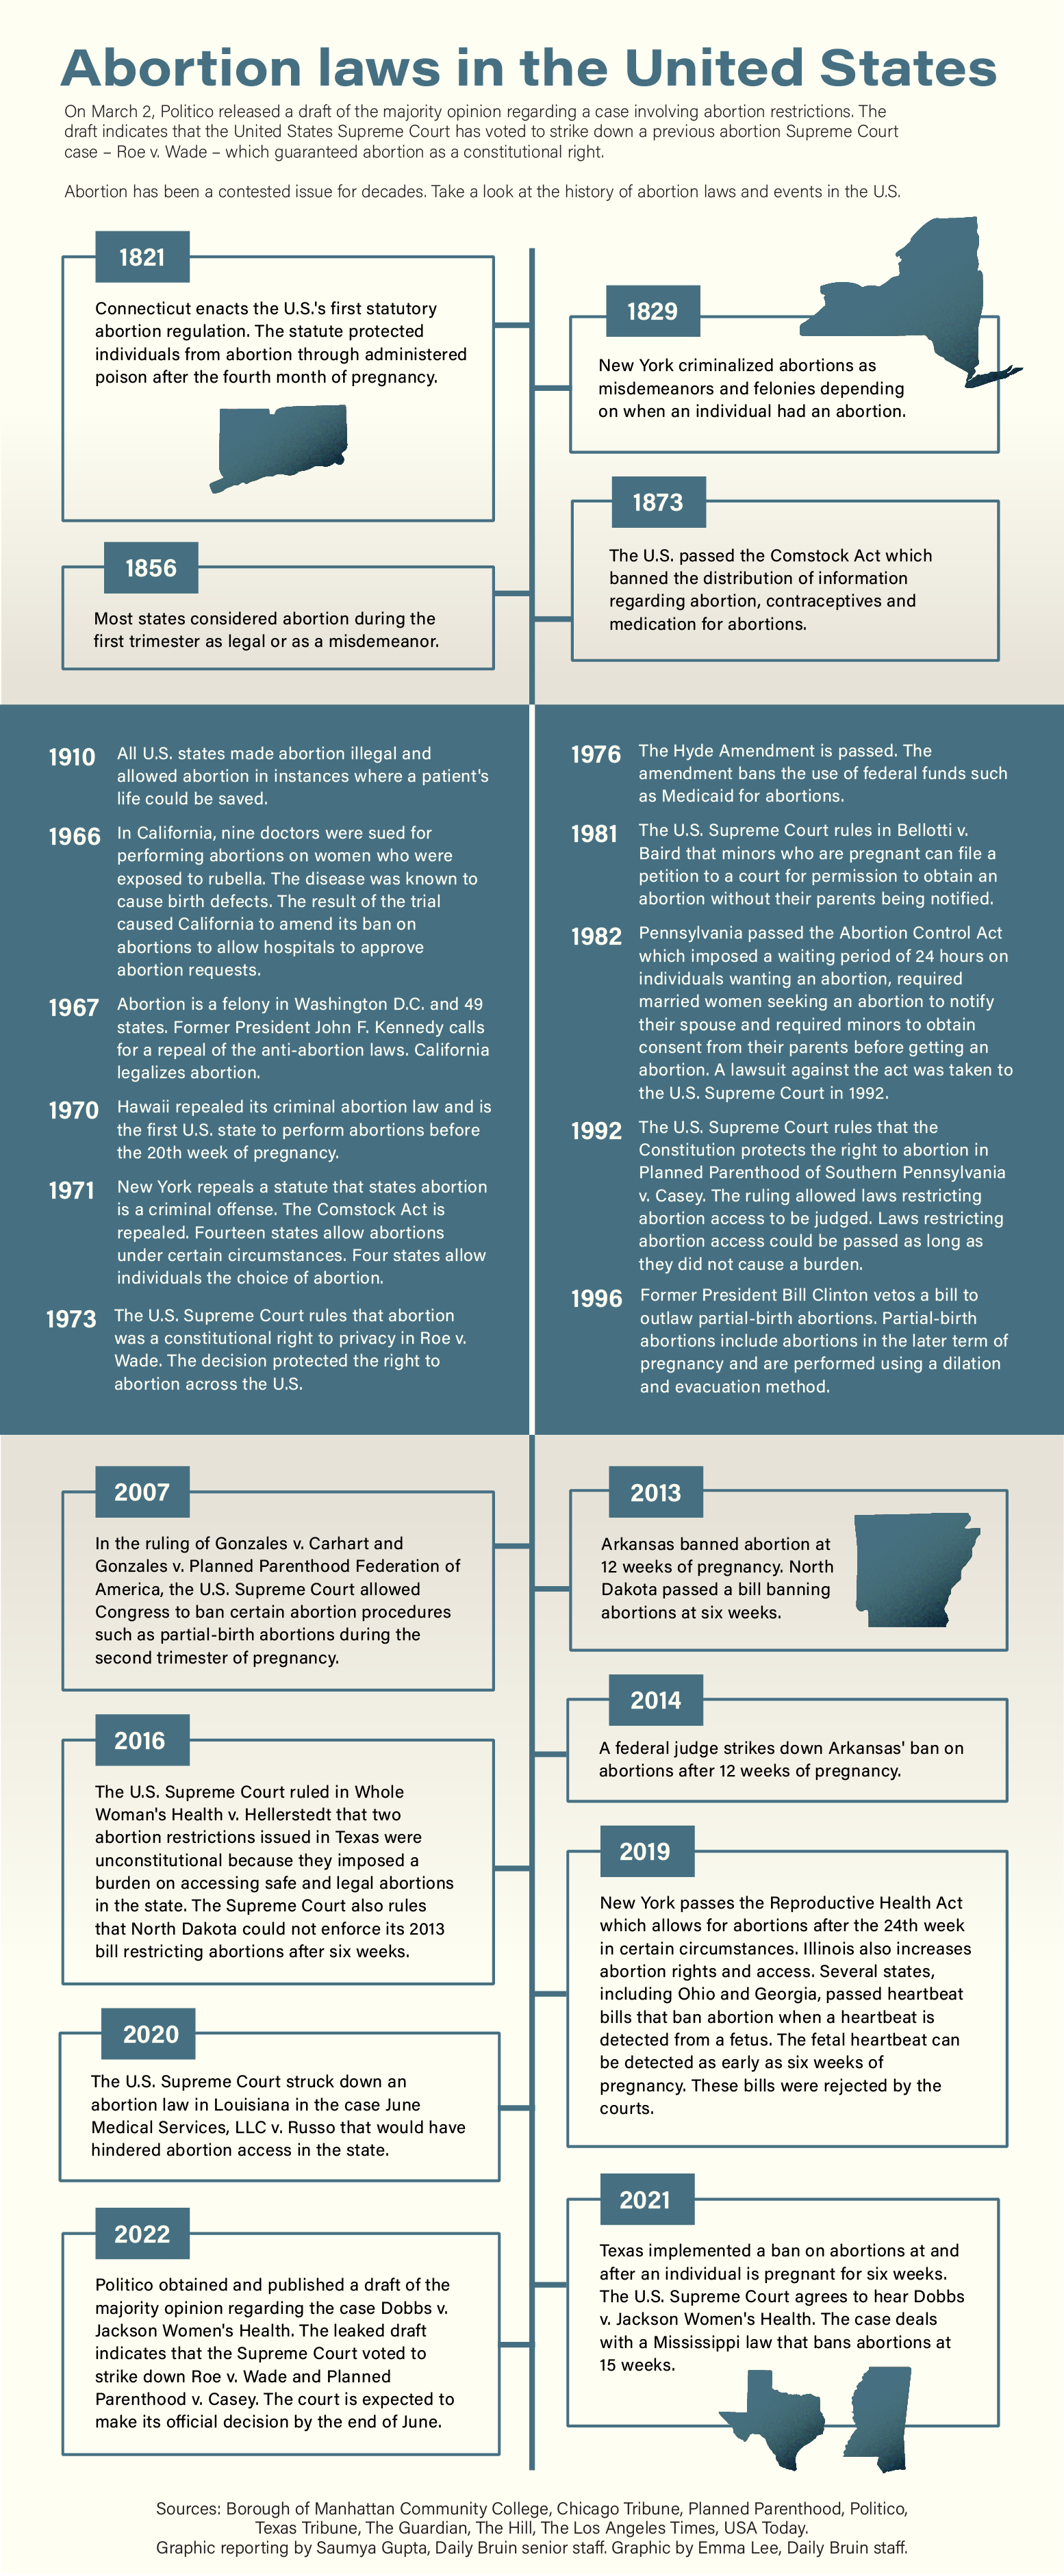 Abortion laws in the United States
On March 2, Politico released a draft of the majority opinion regarding a case involving abortion restrictions. The
draft indicates that the United States Supreme Court has voted to strike down a previous abortion Supreme Court
case – Roe v. Wade – which guaranteed abortion as a constitutional right.
Abortion has been a contested issue for decades. Take a look at the history of abortion laws and events in the U.S.
1821
Connecticut enacts the U.S.'s first statutory
abortion regulation. The statute protected
individuals from abortion through administered
poison after the fourth month of pregnancy.
1829
New York criminalized abortions as
misdemeanors and felonies depending
on when an individual had an abortion.
1856
Most states considered abortion during the
first trimester as legal or as a misdemeanor.
1873
The U.S. passed the Comstock Act which
banned the distribution of information
regarding abortion, contraceptives and
medication for abortions.
1910
All U.S. states made abortion illegal and
allowed abortion in instances where a patient's
life could be saved.
1966
In California, nine doctors were sued for
performing abortions on women who were
exposed to rubella. The disease was known to
cause birth defects. The result of the trial
caused California to amend its ban on
abortions to allow hospitals to approve
abortion requests.
1967
Abortion is a felony in Washington D.C. and 49
states. Former President John F. Kennedy calls
for a repeal of the anti-abortion laws. California
legalizes abortion.
1970
Hawaii repealed its criminal abortion law and is
the first U.S. state to perform abortions before
the 20th week of pregnancy.
1971
New York repeals a statute that states abortion
is a criminal offense. The Comstock Act is
repealed. Fourteen states allow abortions
under certain circumstances. Four states allow
individuals the choice of abortion.
1973
The U.S. Supreme Court rules that abortion
was a constitutional right to privacy in Roe v.
Wade. The decision protected the right to
abortion across the U.S.
1976
The Hyde Amendment is passed. The
amendment bans the use of federal funds such
as Medicaid for abortions.
1981
The U.S. Supreme Court rules in Bellotti v.
Baird that minors who are pregnant can file a
petition to a court for permission to obtain an
abortion without their parents being notified.
1982
Pennsylvania passed the Abortion Control Act
which imposed a waiting period of 24 hours on
individuals wanting an abortion, required
married women seeking an abortion to notify
their spouse and required minors to obtain
consent from their parents before getting an
abortion. A lawsuit against the act was taken to
the U.S. Supreme Court in 1992.
1992
The U.S. Supreme Court rules that the
Constitution protects the right to abortion in
Planned Parenthood of Southern Pennsylvania
v. Casey. The ruling allowed laws restricting
abortion access to be judged. Laws restricting
abortion access could be passed as long as
they did not cause a burden.
1996
Former President Bill Clinton vetos a bill to
outlaw partial-birth abortions. Partial-birth
abortions include abortions in the later term of
pregnancy and are performed using a dilation
and evacuation method.
2007
In the ruling of Gonzales v. Carhart and
Gonzales v. Planned Parenthood Federation of
America, the U.S. Supreme Court allowed
Congress to ban certain abortion procedures
such as partial-birth abortions during the
second trimester of pregnancy.
2013
Arkansas banned abortion at
12 weeks of pregnancy. North
Dakota passed a bill banning
abortions at six weeks.
2014
A federal judge strikes down Arkansas' ban on
abortions after 12 weeks of pregnancy.
2016
The U.S. Supreme Court ruled in Whole
Woman's Health v. Hellerstedt that two
abortion restrictions issued in Texas were
unconstitutional because they imposed a
burden on accessing safe and legal abortions
in the state. The Supreme Court also rules
that North Dakota could not enforce its 2013
bill restricting abortions after six weeks.
2019
New York passes the Reproductive Health Act
which allows for abortions after the 24th week
in certain circumstances. Illinois also increases
abortion rights and access. Several states,
including Ohio and Georgia, passed heartbeat
bills that ban abortion when a heartbeat is
detected from a fetus. The fetal heartbeat can
be detected as early as six weeks of
pregnancy. These bills were rejected by the
courts.
2020
The U.S. Supreme Court struck down an
abortion law in Louisiana in the case June
Medical Services, LLC v. Russo that would have
hindered abortion access in the state.
2021
Texas implemented a ban on abortions at and
after an individual is pregnant for six weeks.
The U.S. Supreme Court agrees to hear Dobbs
v. Jackson Women's Health. The case deals
with a Mississippi law that bans abortions at
15 weeks.
2022
Politico obtained and published a draft of the
majority opinion regarding the case Dobbs v.
Jackson Women's Health. The leaked draft
indicates that the Supreme Court voted to
strike down Roe v. Wade and Planned
Parenthood v. Casey. The court is expected to
make its official decision by the end of June.
Sources: Borough of Manhattan Community College, Chicago Tribune, Planned Parenthood, Politico,
Texas Tribune, The Guardian, The Hill, The Los Angeles Times, USA Today.
Graphic reporting by Saumya Gupta, Daily Bruin senior staff. Graphic by Emma Lee, Daily Bruin staff.